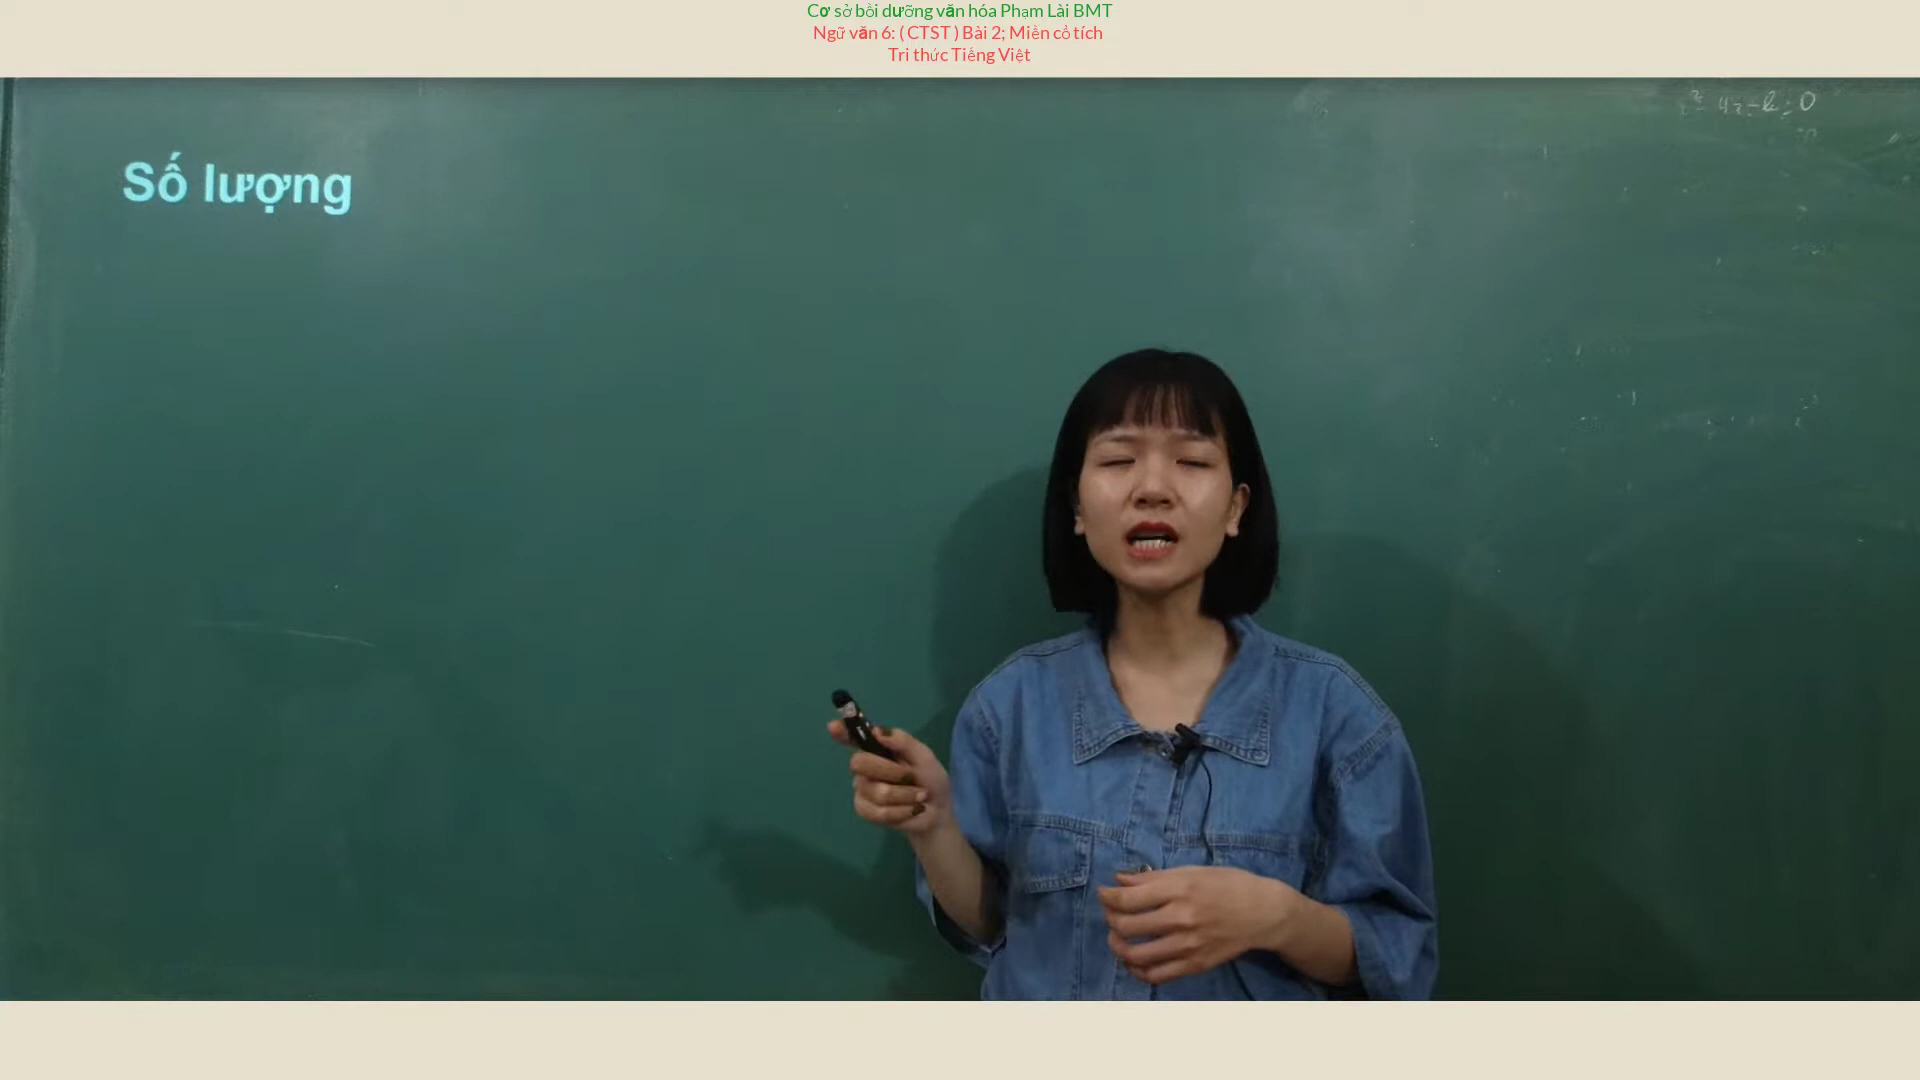 Cơ sở bồi dưỡng văn hóa Phạm Lài BMT
Ngữ văn 6: ( CTST ) Bài 2; Miền cổ tích
Tri thức Tiếng Việt
Số lượng